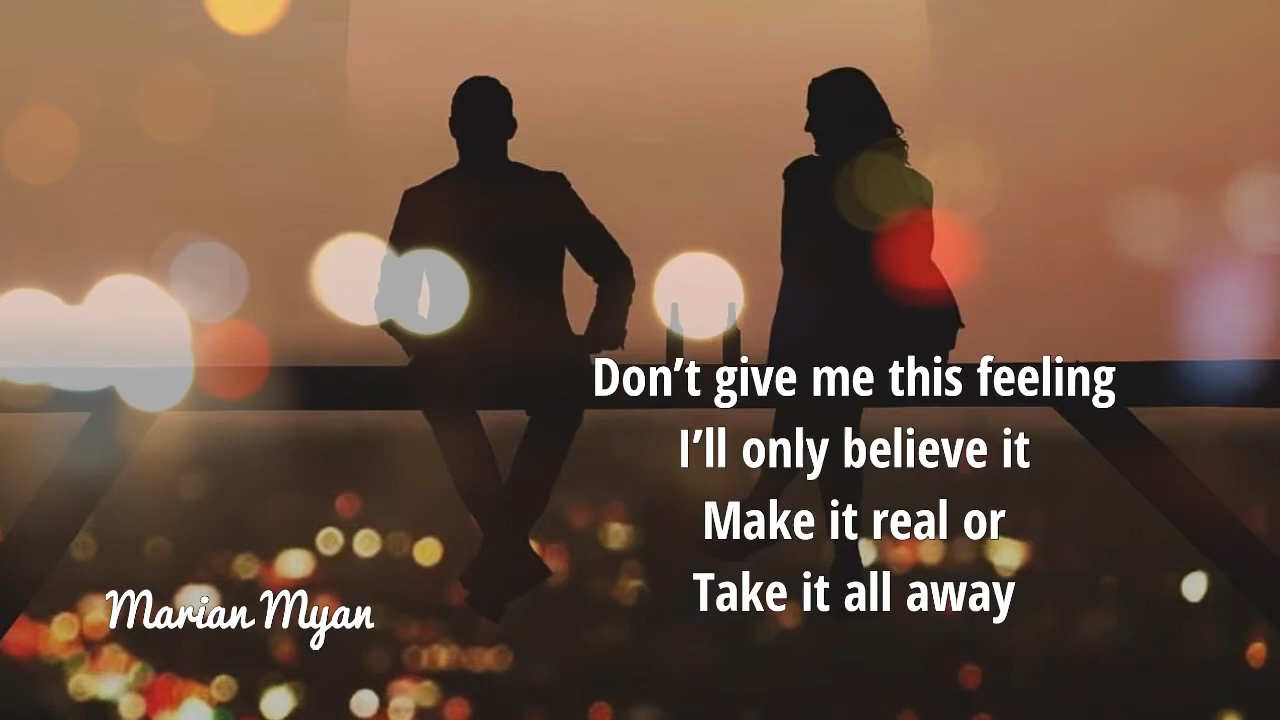 Don’t give me this feeling
I’ll only believe it
Make it real or
Take it all away
Marian Myan